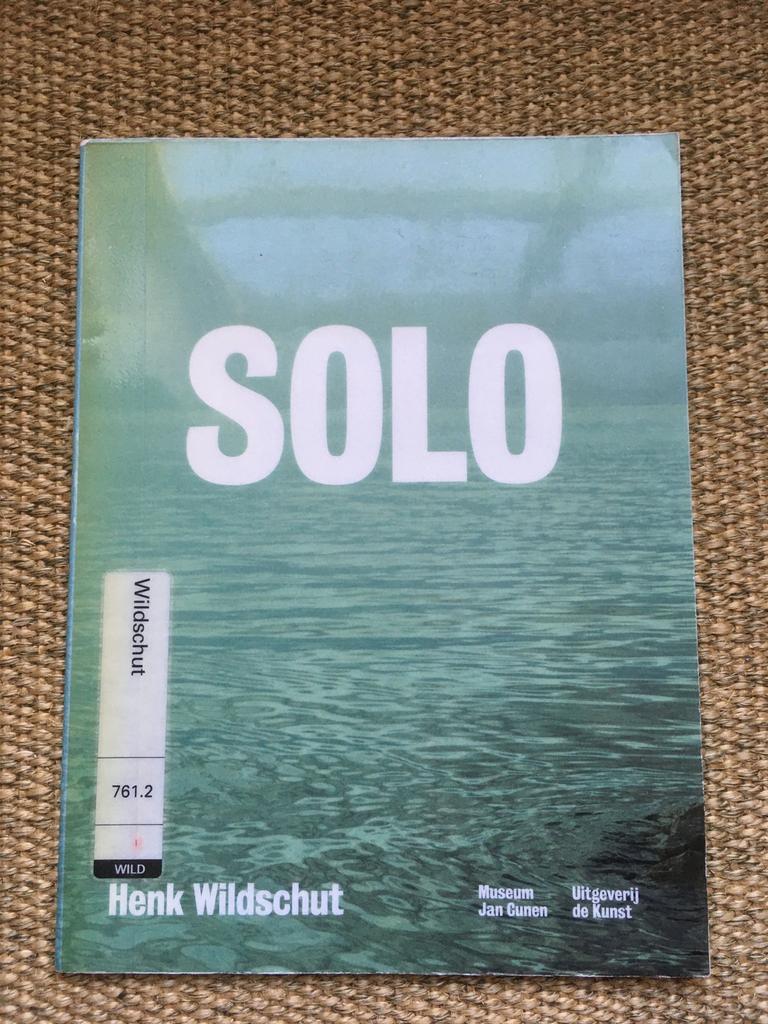 SOLO
Wildschut
761.2
WILD
Henk Wildschut
Museum
Jan Cunen
Uitgeverij
de Kunst